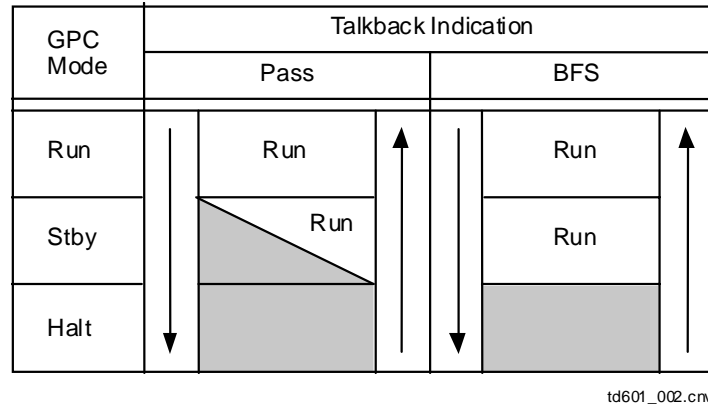 GPC
Mode
Talkback Indication
Pass
BFS
Run
Run
Run
Stby
Run
Run
Halt
td601_002.cnv